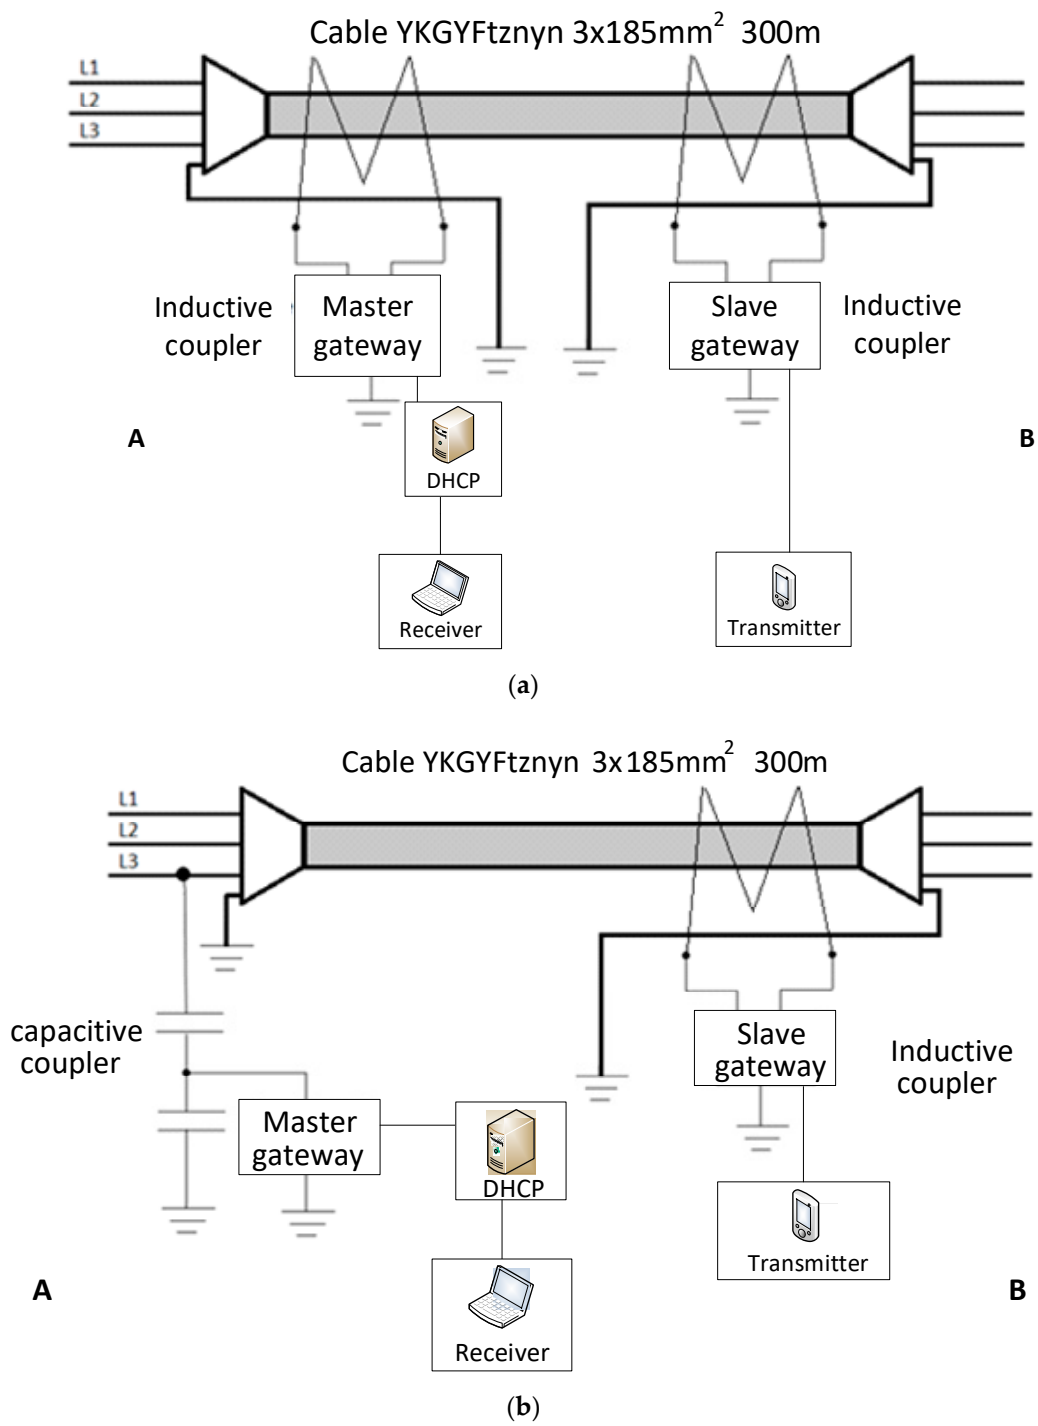 Cable YKGYFtznyn 3x185mm2 300m
L1
L2
L3
Inductive
coupler
Master
gateway
Slave
gateway
Inductive
coupler
A
B
DHCP
Receiver
Transmitter
(a)
Cable YKGYFtznyn 3x185mm2 300m
L1
L2
L3
capacitive
coupler
Slave
gateway
Inductive
coupler
Master
gateway
DHCP
Transmitter
A
B
Receiver
(b)